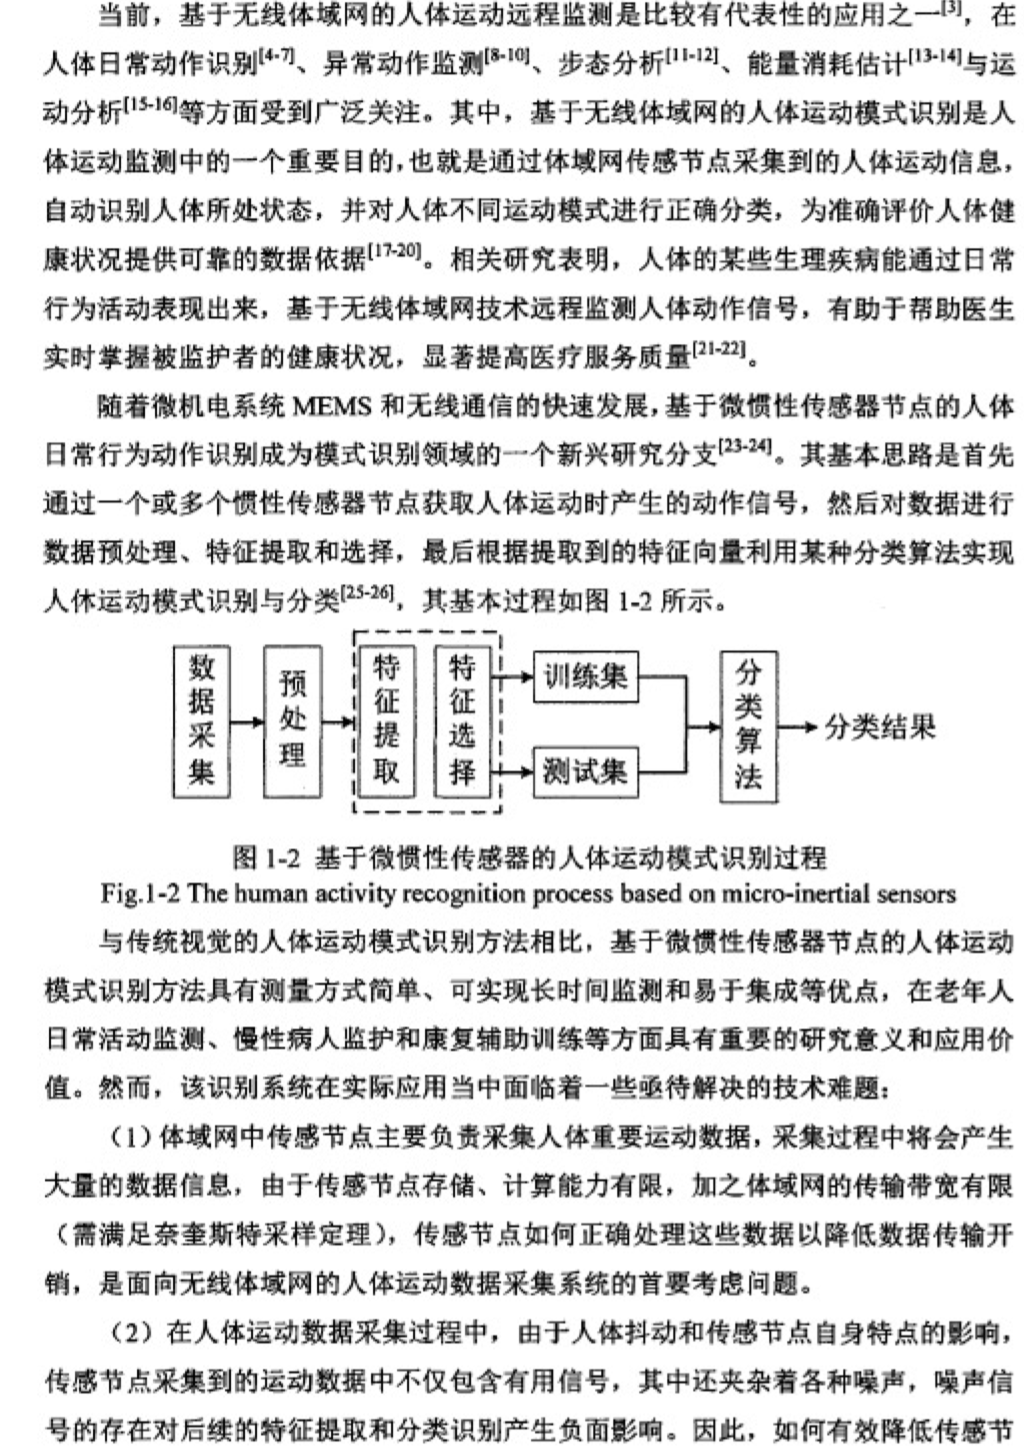 当前，基于无线体域网的人体运动远程监测是比较有代表性的应用之一[3]，在
人体日常动作识别[4-7]、异常动作监测[8-10]、步态分析[11-12]、能量消耗估计[13-14]与运
动分析[15-16]等方面受到广泛关注。其中，基于无线体域网的人体运动模式识别是人
体运动监测中的一个重要目的，也就是通过体域网传感节点采集到的人体运动信息，
自动识别人体所处状态，并对人体不同运动模式进行正确分类，为准确评价人体健
康状况提供可靠的数据依据[17-20]。相关研究表明，人体的某些生理疾病能通过日常
行为活动表现出来，基于无线体域网技术远程监测人体动作信号，有助于帮助医生
实时掌握被监护者的健康状况，显著提高医疗服务质量[21-22]。
随着微机电系统 MEMS 和无线通信的快速发展，基于微惯性传感器节点的人体
日常行为动作识别成为模式识别领域的一个新兴研究分支[23-24]。其基本思路是首先
通过一个或多个惯性传感器节点获取人体运动时产生的动作信号，然后对数据进行
数据预处理、特征提取和选择，最后根据提取到的特征向量利用某种分类算法实现
人体运动模式识别与分类[25-26]，其基本过程如图 1-2 所示。
数据采集
预处理
特征提取
特征选择
训练集
测试集
分类算法
分类结果
图 1-2 基于微惯性传感器的人体运动模式识别过程
Fig.1-2 The human activity recognition process based on micro-inertial sensors
与传统视觉的人体运动模式识别方法相比，基于微惯性传感器节点的人体运动
模式识别方法具有测量方式简单、可实现长时间监测和易于集成等优点，在老年人
日常活动监测、慢性病人监护和康复辅助训练等方面具有重要的研究意义和应用价
值。然而，该识别系统在实际应用当中面临着一些亟待解决的技术难题：
（1）体域网中传感节点主要负责采集人体重要运动数据，采集过程中将会产生
大量的数据信息，由于传感节点存储、计算能力有限，加之体域网的传输带宽有限
（需满足奈奎斯特采样定理），传感节点如何正确处理这些数据以降低数据传输开
销，是面向无线体域网的人体运动数据采集系统的首要考虑问题。
（2）在人体运动数据采集过程中，由于人体抖动和传感节点自身特点的影响，
传感节点采集到的运动数据中不仅包含有用信号，其中还夹杂着各种噪声，噪声信
号的存在对后续的特征提取和分类识别产生负面影响。因此，如何有效降低传感节